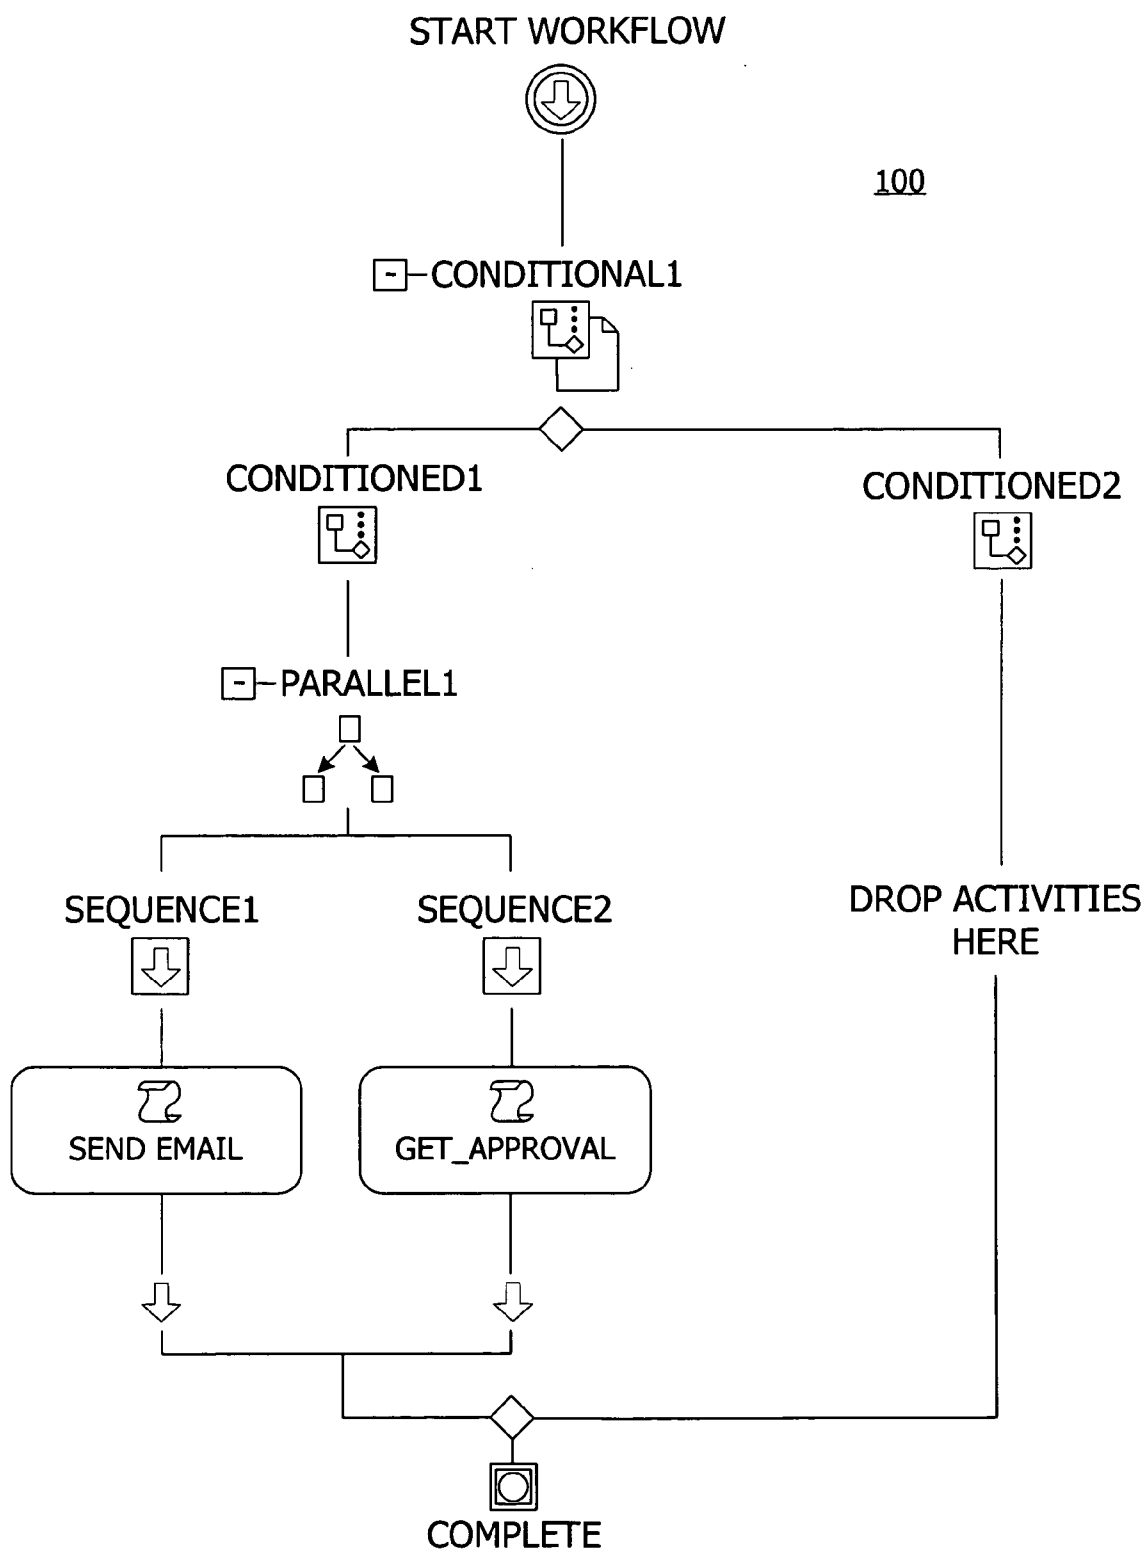 START WORKFLOW
100
CONDITIONAL1
CONDITIONED1
CONDITIONED2
PARALLEL1
SEQUENCE1
SEQUENCE2
DROP ACTIVITIES
HERE
SEND EMAIL
GET_APPROVAL
COMPLETE